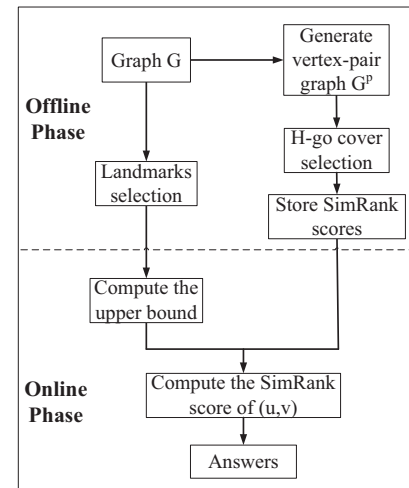 Graph G
Generate
vertex-pair
graph Gᵖ
Offline
Phase
H-go cover
selection
Landmarks
selection
Store SimRank
scores
Compute the
upper bound
Online
Phase
Compute the SimRank
score of (u,v)
Answers